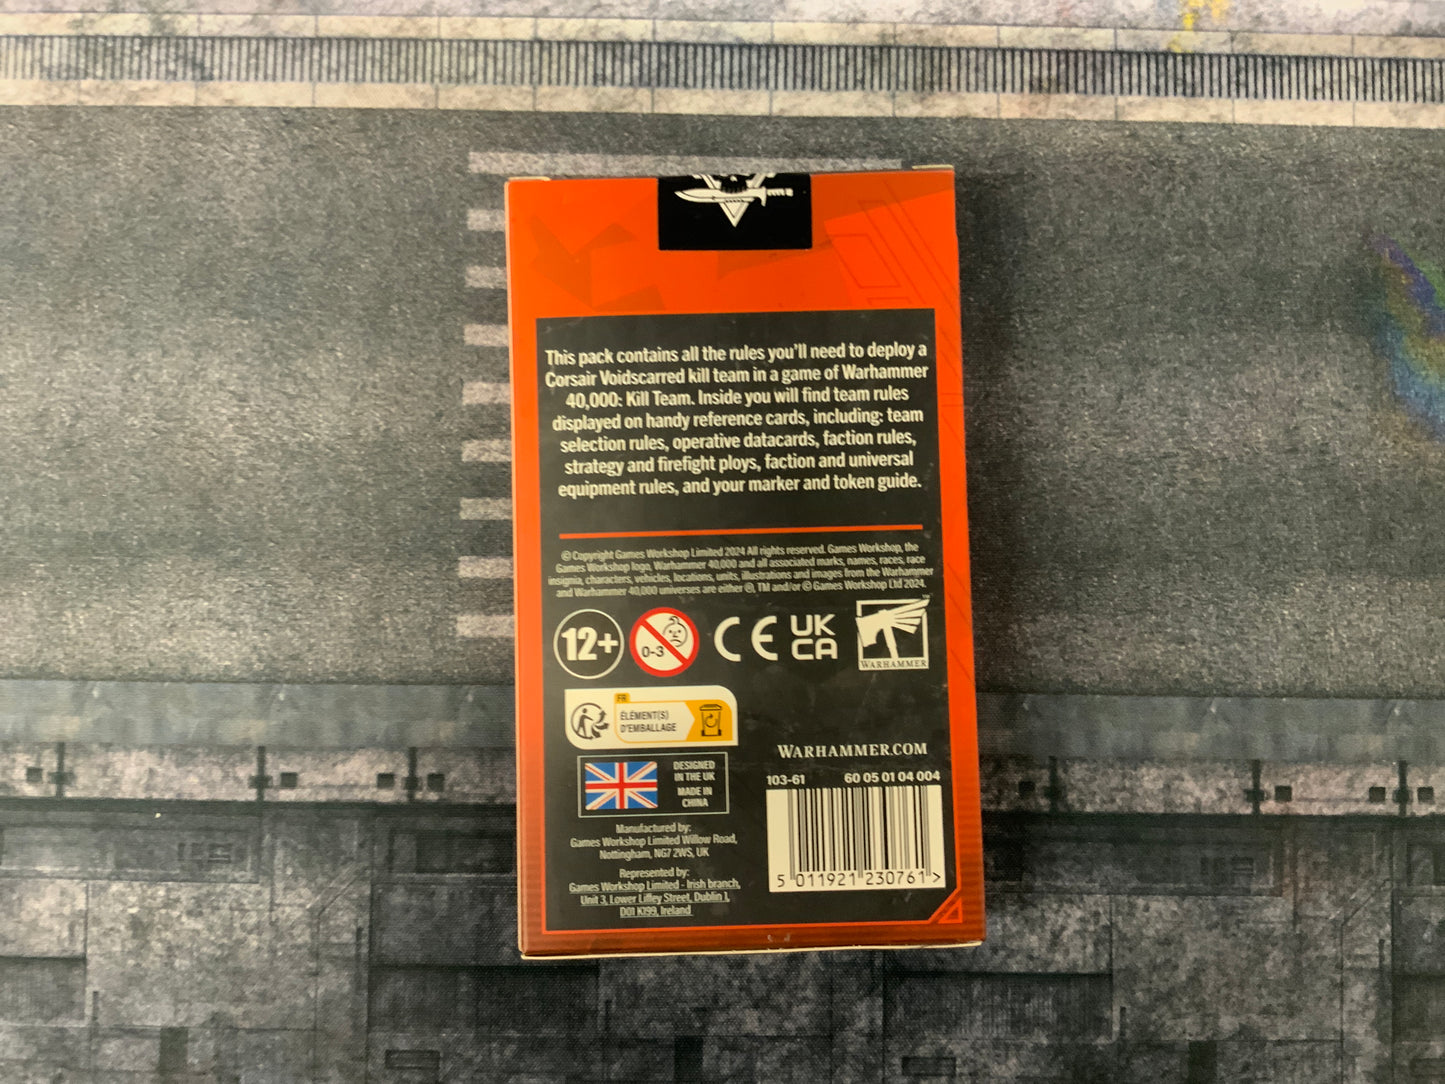 This pack contains all the rules you'll need to deploy a
Corsair Voidscarred kill team in a game of Warhammer
40,000: Kill Team. Inside you will find team rules
displayed on handy reference cards, including: team
selection rules, operative datacards, faction rules,
strategy and firefight ploys, faction and universal
equipment rules, and your marker and token guide.
© Copyright Games Workshop Limited 2024 All rights reserved. Games Workshop, the
Games Workshop logo, Warhammer 40,000 and all associated marks, names, races, race
insignia, characters, vehicles, locations, units, illustrations and images from the Warhammer
and Warhammer 40,000 universes are either ®, TM and/or © Games Workshop Ltd 2024.
12+
0-3
CE
UK
CA
WARHAMMER
™
FR
ÉLÉMENT(S)
D'EMBALLAGE
DESIGNED
IN THE UK
MADE IN
CHINA
WARHAMMER.COM
103-61 60 05 01 04 004
5 011921 230761 >
Manufactured by:
Games Workshop Limited Willow Road,
Nottingham, NG7 2WS, UK
Represented by:
Games Workshop Limited - Irish branch,
Unit 3, Lower Liffey Street, Dublin 1,
D01 K199, Ireland